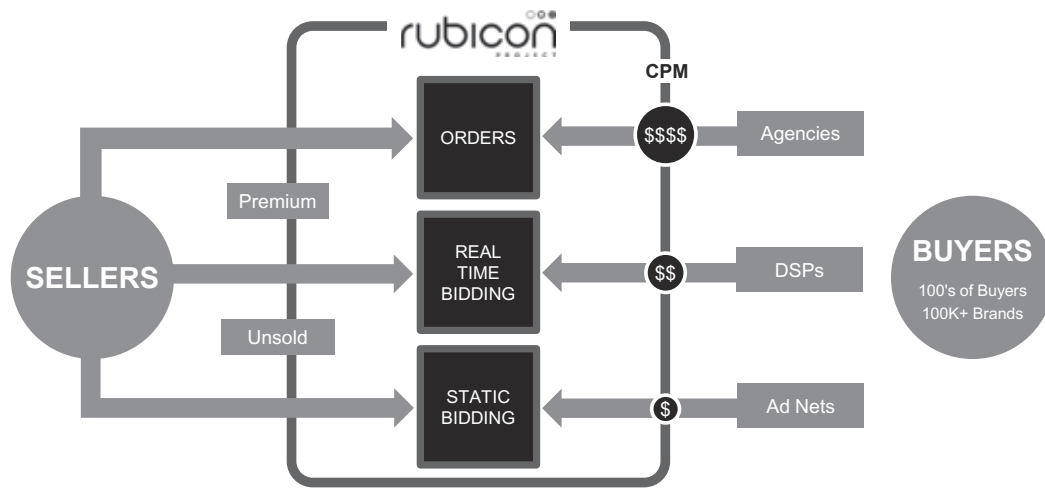 rubicon
PROJECT
CPM
ORDERS
$$$$
Agencies
Premium
SELLERS
REAL
TIME
BIDDING
$$
DSPs
BUYERS
100's of Buyers
100K+ Brands
Unsold
STATIC
BIDDING
$
Ad Nets